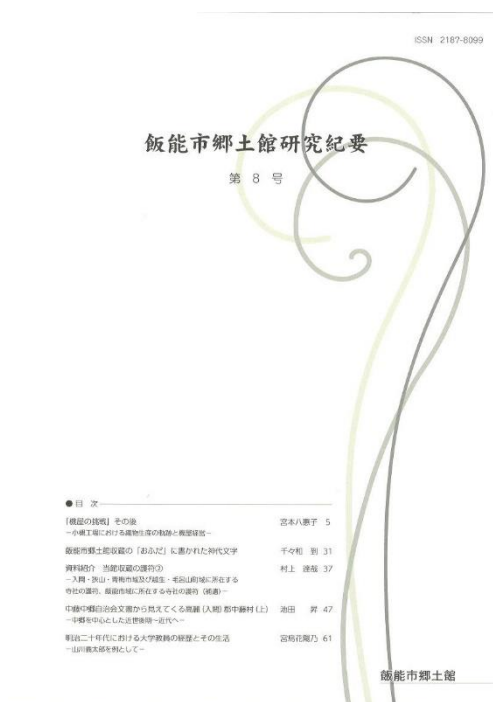 ISSN 2187-8099
飯能市郷土館研究紀要
第 8 号
●目 次
『機屋の挑戦』その後 宮本八惠子 5
－小槻工場における織物生産の軌跡と機屋経営－
飯能市郷土館収蔵の「おふだ」に書かれた神代文字 千々和 到 31
資料紹介 当館収蔵の護符③ 村上 達哉 37
－入間・狭山・青梅市域及び越生・毛呂山町域に所在する
寺社の護符、飯能市域に所在する寺社の護符（続遺）－
中藤中郷自治会文書から見えてくる高麗(入間)郡中藤村(上) 池田 昇 47
－中郷を中心とした近世後期～近代へ－
明治二十年代における大学教員の経歴とその生活 宮島花陽乃 61
－山川義太郎を例として－
飯能市郷土館